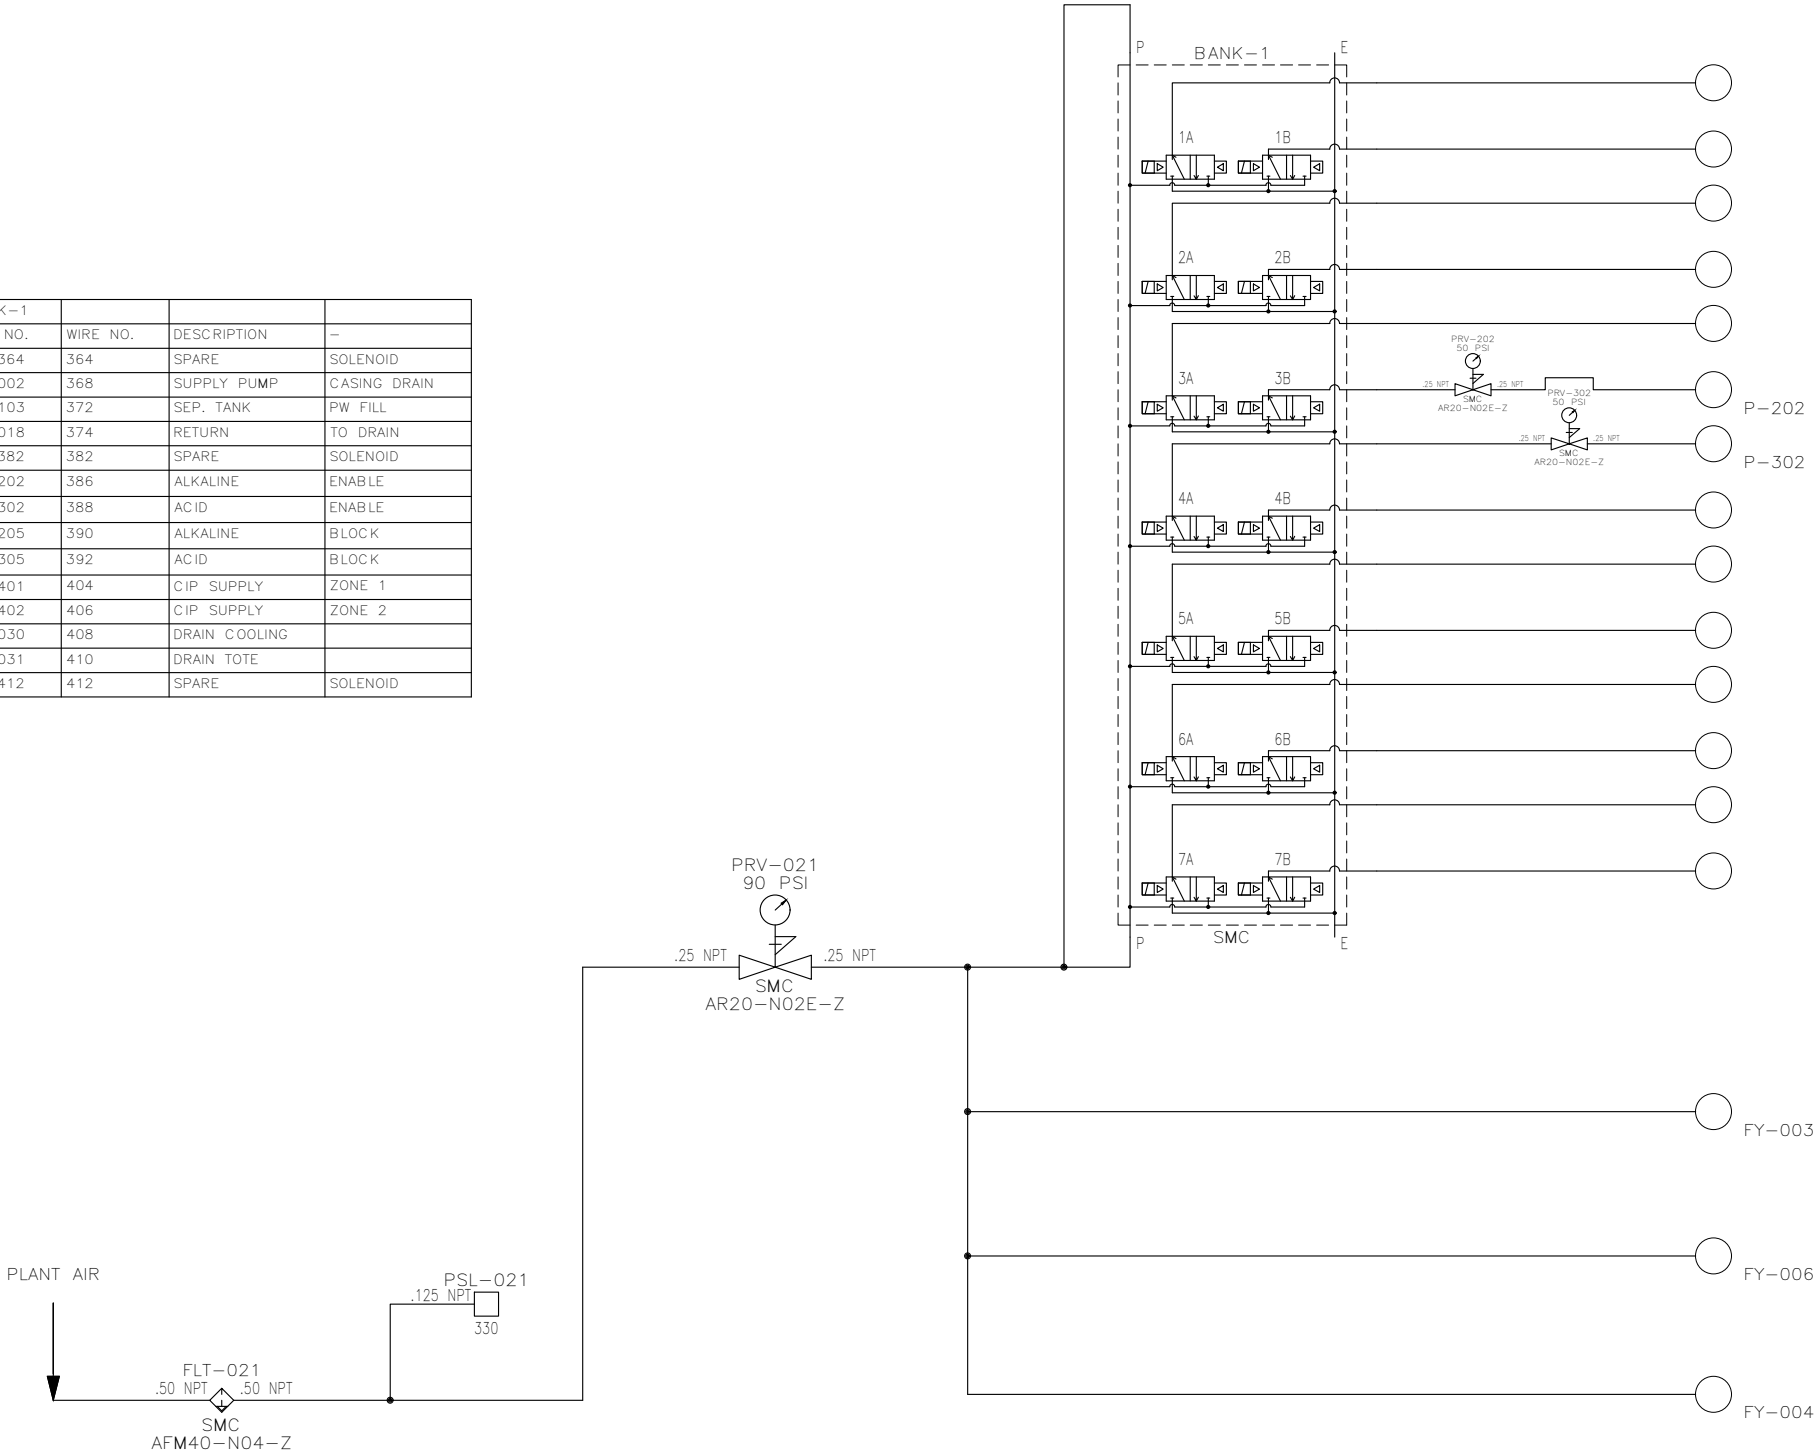 P BANK-1 E
1A 1B
2A 2B
K-1
NO. WIRE NO. DESCRIPTION -
364 364 SPARE SOLENOID
002 368 SUPPLY PUMP CASING DRAIN
103 372 SEP. TANK PW FILL
018 374 RETURN TO DRAIN
382 382 SPARE SOLENOID
202 386 ALKALINE ENABLE
302 388 ACID ENABLE
205 390 ALKALINE BLOCK
305 392 ACID BLOCK
401 404 CIP SUPPLY ZONE 1
402 406 CIP SUPPLY ZONE 2
030 408 DRAIN COOLING
031 410 DRAIN TOTE
412 412 SPARE SOLENOID
3A 3B
PRV-202
50 PSI
.25 NPT .25 NPT
SMC
AR20-N02E-Z
P-202
PRV-302
50 PSI
.25 NPT .25 NPT
SMC
AR20-N02E-Z
P-302
4A 4B
5A 5B
6A 6B
7A 7B
P SMC E
PRV-021
90 PSI
.25 NPT .25 NPT
SMC
AR20-N02E-Z
FY-003
FY-006
FY-004
PLANT AIR
PSL-021
.125 NPT
330
FLT-021
.50 NPT .50 NPT
SMC
AFM40-N04-Z